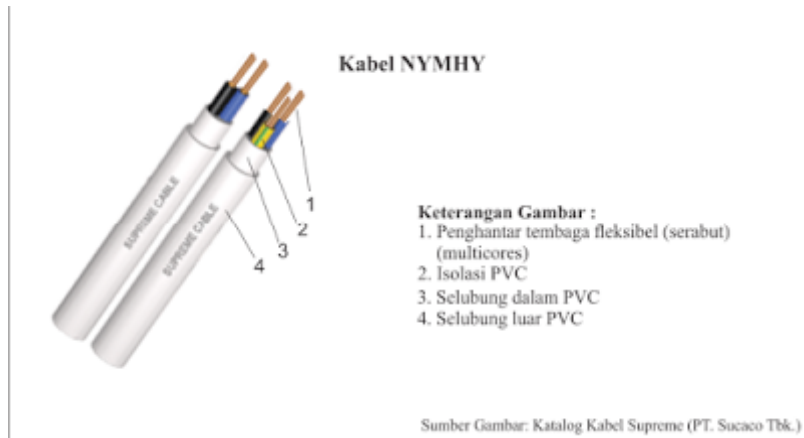 Kabel NYMHY
SUPREME CABLE
SUPREME CABLE
1
2
3
4
Keterangan Gambar :
1. Penghantar tembaga fleksibel (serabut)
(multicores)
2. Isolasi PVC
3. Selubung dalam PVC
4. Selubung luar PVC
Sumber Gambar: Katalog Kabel Supreme (PT. Sucaco Tbk.)